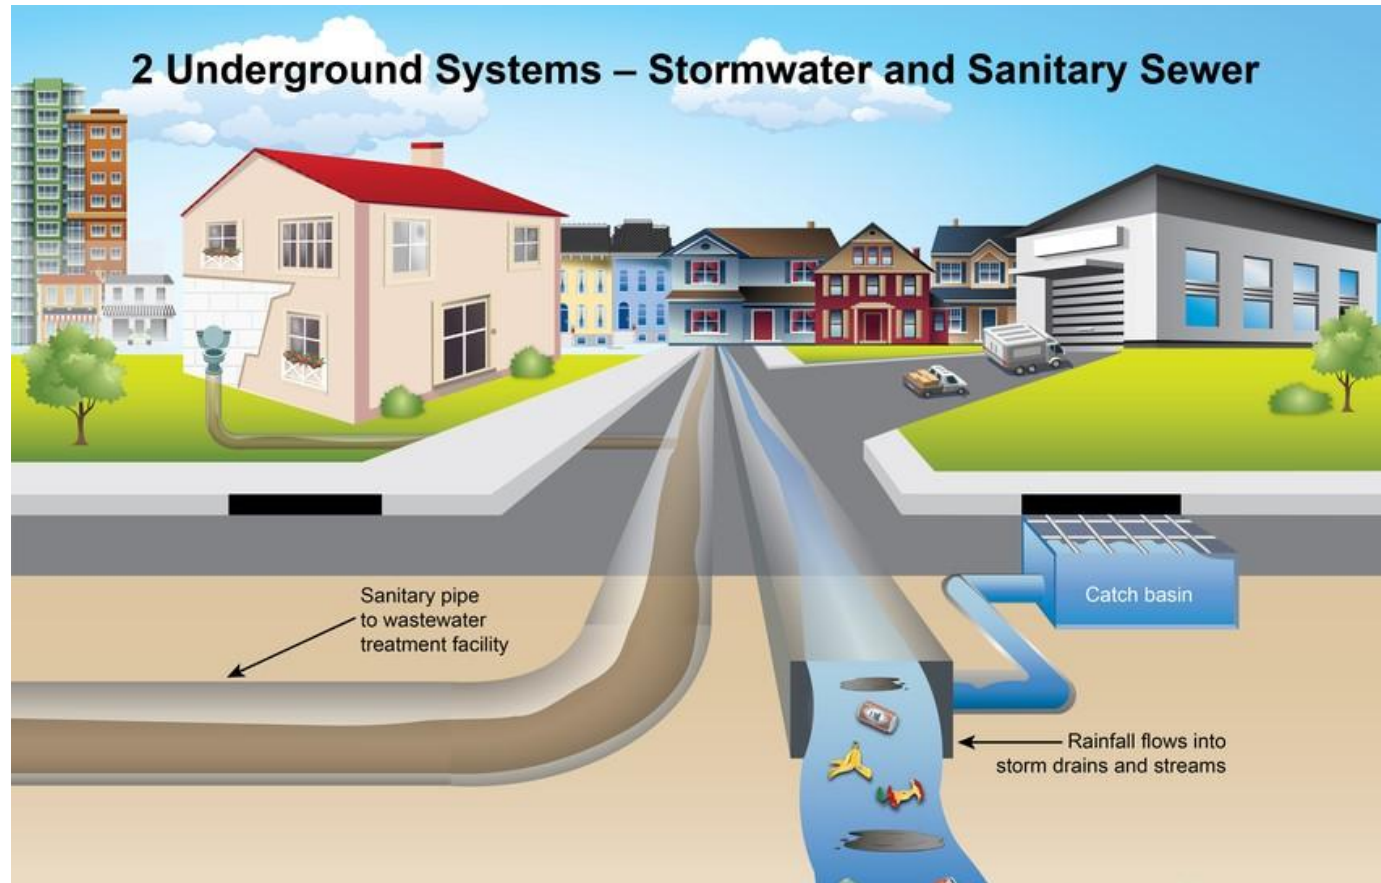 2 Underground Systems – Stormwater and Sanitary Sewer
Sanitary pipe
to wastewater
treatment facility
Catch basin
Rainfall flows into
storm drains and streams